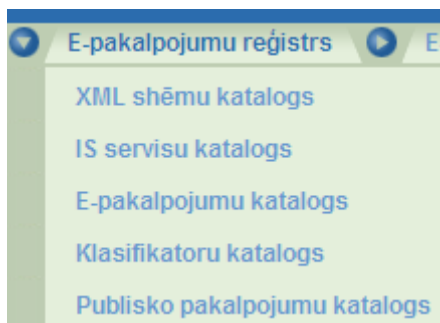 E-pakalpojumu reģistrs E
XML shēmu katalogs
IS servisu katalogs
E-pakalpojumu katalogs
Klasifikatoru katalogs
Publisko pakalpojumu katalogs